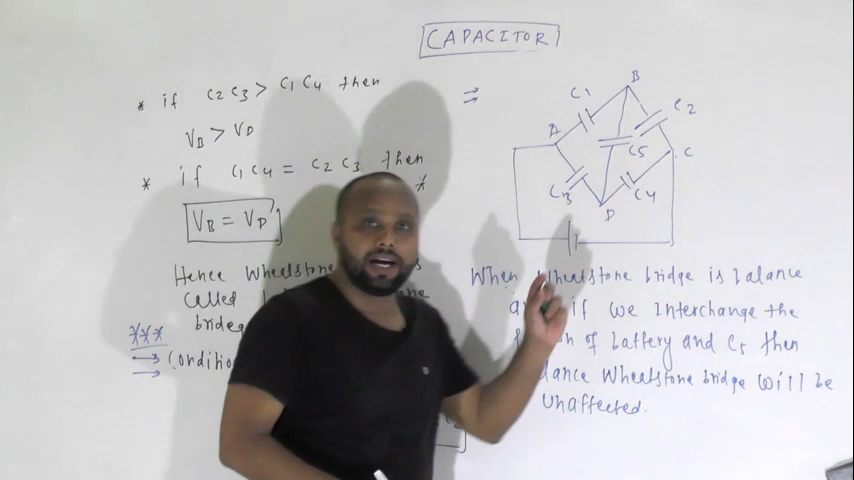 CAPACITOR
* if C2 C3 > C1 C4 then
VB > VD
* if C1 C4 = C2 C3 then
VB = VD
Hence Wheatstone
called
bridge
***
Condition
A
B
C
D
C1
C2
C3
C4
C5
When Wheatstone bridge is balance
if we Interchange the
of battery and C5 then
Wheatstone bridge will be
unaffected.